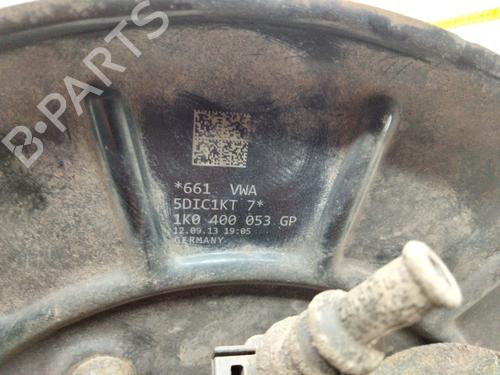 B-PARTS
*661 VWA
5DIC1KT 7*
1K0 400 053 GP
12.09.13 19:05
GERMANY